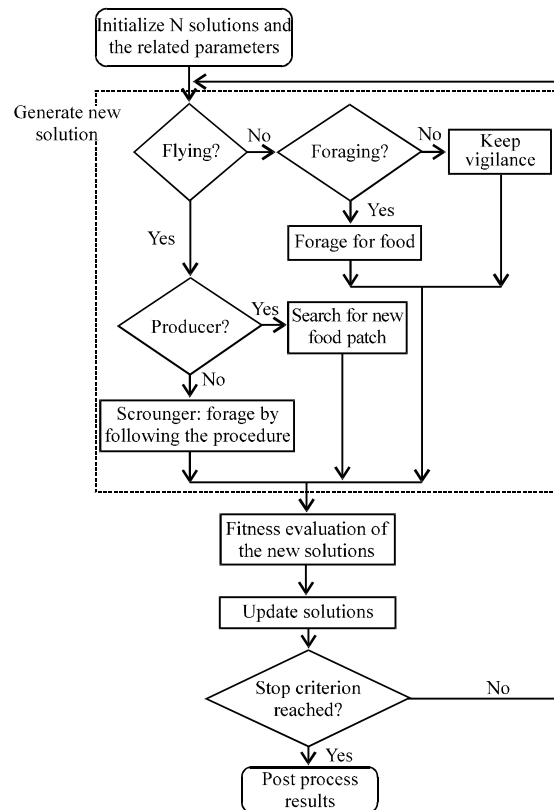 Initialize N solutions and
the related parameters
Generate new
solution
Flying?
No
Foraging?
No
Keep
vigilance
Yes
Yes
Forage for food
Producer?
Yes
Search for new
food patch
No
Scrounger: forage by
following the procedure
Fitness evaluation of
the new solutions
Update solutions
Stop criterion
reached?
No
Yes
Post process
results